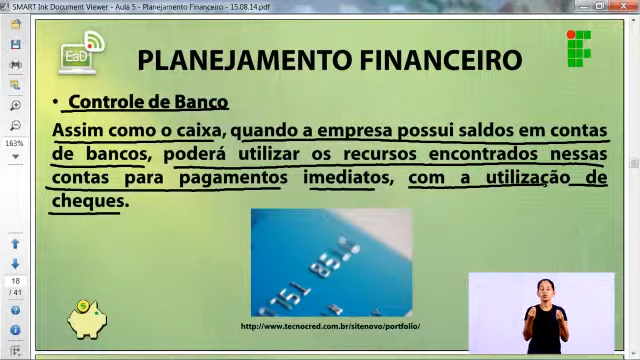 SMART Ink Document Viewer - Aula 5 - Planejamento Financeiro - 15.08.14.pdf
EaD
PLANEJAMENTO FINANCEIRO
• Controle de Banco
Assim como o caixa, quando a empresa possui saldos em contas
de bancos, poderá utilizar os recursos encontrados nessas
contas para pagamentos imediatos, com a utilização de
cheques.
163%
18
/ 41
0751 8518
http://www.tecnocred.com.br/sitenovo/portfolio/